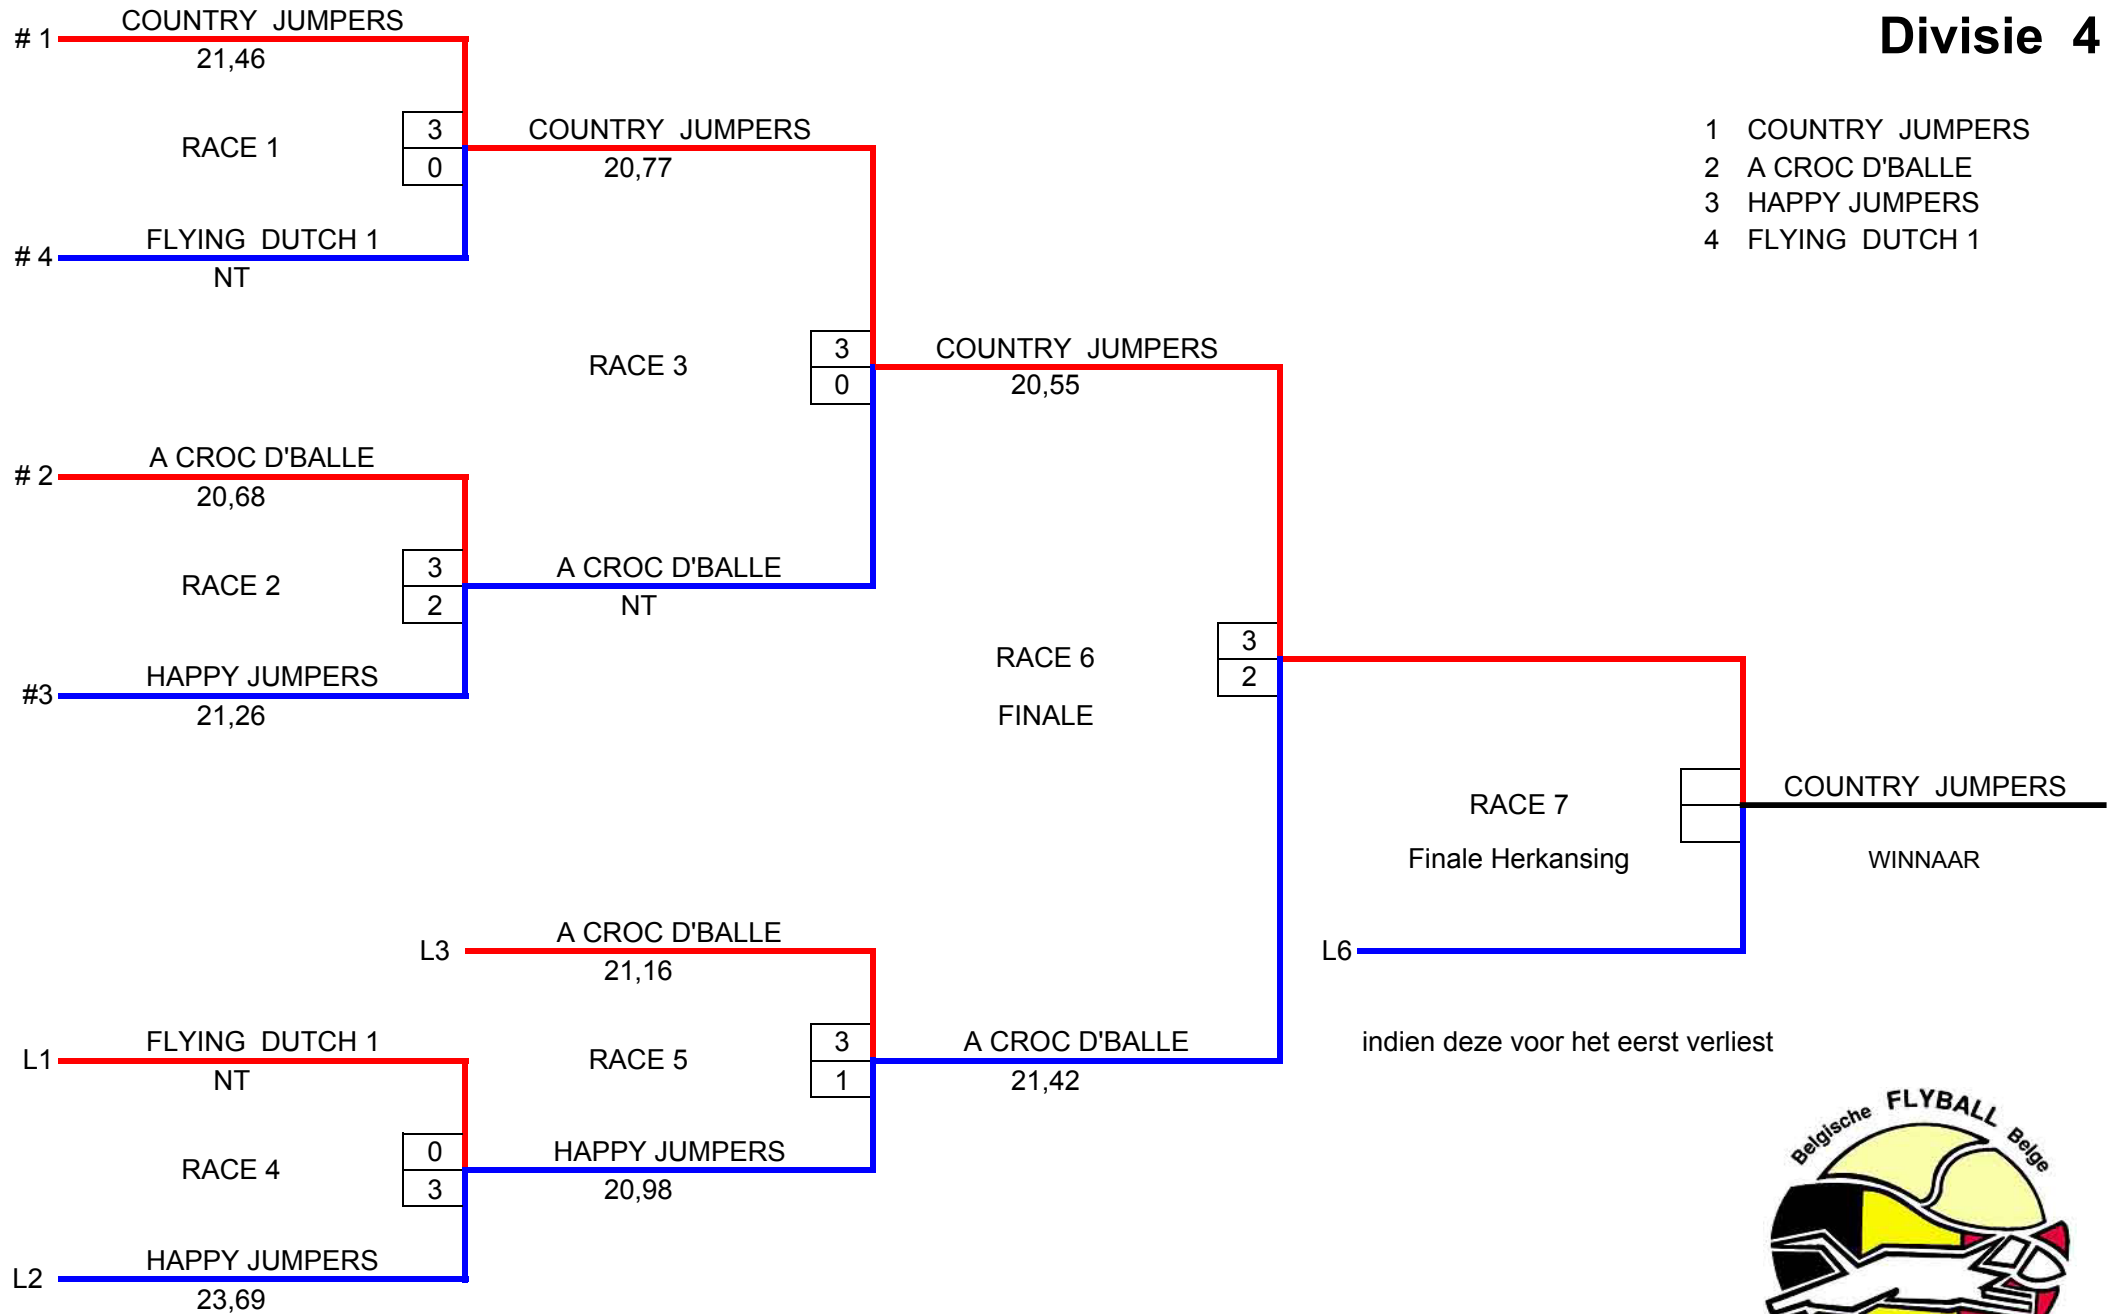 COUNTRY  JUMPERS
# 1
21,46
Divisie  4
RACE 1
3
0
COUNTRY  JUMPERS
20,77
1 COUNTRY  JUMPERS
2 A CROC D'BALLE
3 HAPPY JUMPERS
4 FLYING  DUTCH 1
FLYING  DUTCH 1
# 4
NT
RACE 3
3
0
COUNTRY  JUMPERS
20,55
A CROC D'BALLE
# 2
20,68
RACE 2
3
2
A CROC D'BALLE
NT
HAPPY JUMPERS
#3
21,26
RACE 6
3
2
FINALE
RACE 7
COUNTRY  JUMPERS
Finale Herkansing
WINNAAR
A CROC D'BALLE
L3
21,16
L6
FLYING  DUTCH 1
L1
NT
RACE 5
3
1
A CROC D'BALLE
21,42
indien deze voor het eerst verliest
RACE 4
0
3
HAPPY JUMPERS
20,98
HAPPY JUMPERS
L2
23,69
Belgische FLYBALL Belge